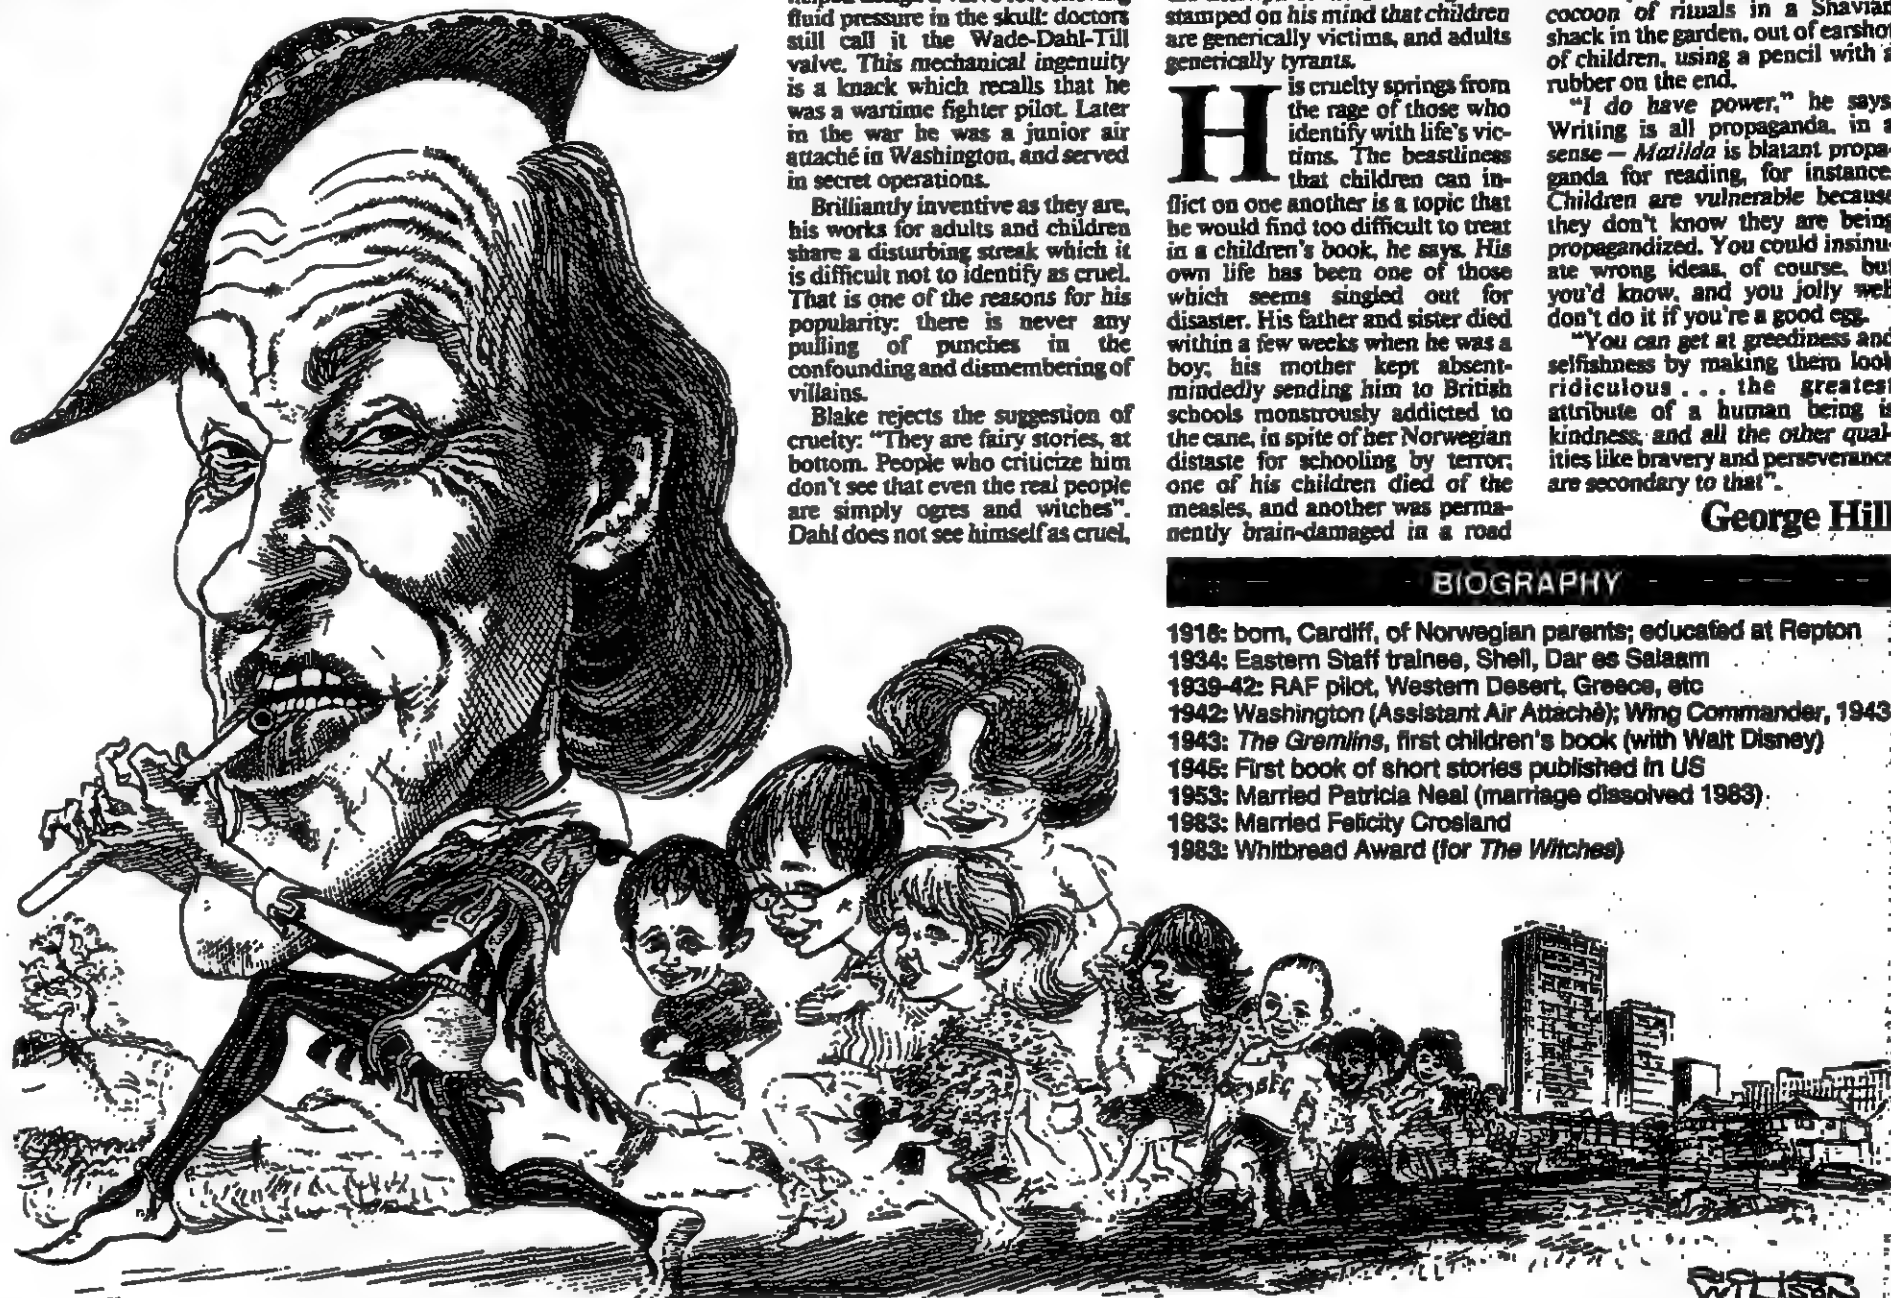 fluid pressure in the skull: doctors
still call it the Wade-Dahl-Till
valve. This mechanical ingenuity
is a knack which recalls that he
was a wartime fighter pilot. Later
in the war he was a junior air
attaché in Washington, and served
in secret operations.
Brilliantly inventive as they are,
his works for adults and children
share a disturbing streak which it
is difficult not to identify as cruel.
That is one of the reasons for his
popularity: there is never any
pulling of punches in the
confounding and dismembering of
villains.
Blake rejects the suggestion of
cruelty: "They are fairy stories, at
bottom. People who criticize him
don't see that even the real people
are simply ogres and witches".
Dahl does not see himself as cruel,
stamped on his mind that children
are generically victims, and adults
generically tyrants.
His cruelty springs from
the rage of those who
identify with life's vic-
tims. The beastliness
that children can in-
flict on one another is a topic that
he would find too difficult to treat
in a children's book, he says. His
own life has been one of those
which seems singled out for
disaster. His father and sister died
within a few weeks when he was a
boy; his mother kept absent-
mindedly sending him to British
schools monstrously addicted to
the cane, in spite of her Norwegian
distaste for schooling by terror;
one of his children died of the
measles, and another was perma-
nently brain-damaged in a road
cocoon of rituals in a Shavian
shack in the garden, out of earshot
of children, using a pencil with a
rubber on the end.
"I do have power," he says.
Writing is all propaganda, in a
sense — Matilda is blatant propa-
ganda for reading, for instance.
Children are vulnerable because
they don't know they are being
propagandized. You could insinu-
ate wrong ideas, of course, but
you'd know, and you jolly well
don't do it if you're a good egg.
"You can get at greediness and
selfishness by making them look
ridiculous . . . the greatest
attribute of a human being is
kindness, and all the other qual-
ities like bravery and perseverance
are secondary to that".
George Hill
BIOGRAPHY
1916: born, Cardiff, of Norwegian parents; educated at Repton
1934: Eastern Staff trainee, Shell, Dar es Salaam
1939-42: RAF pilot, Western Desert, Greece, etc
1942: Washington (Assistant Air Attaché); Wing Commander, 1943
1943: The Gremlins, first children's book (with Walt Disney)
1945: First book of short stories published in US
1953: Married Patricia Neal (marriage dissolved 1983)
1983: Married Felicity Crosland
1983: Whitbread Award (for The Witches)
WILLSON